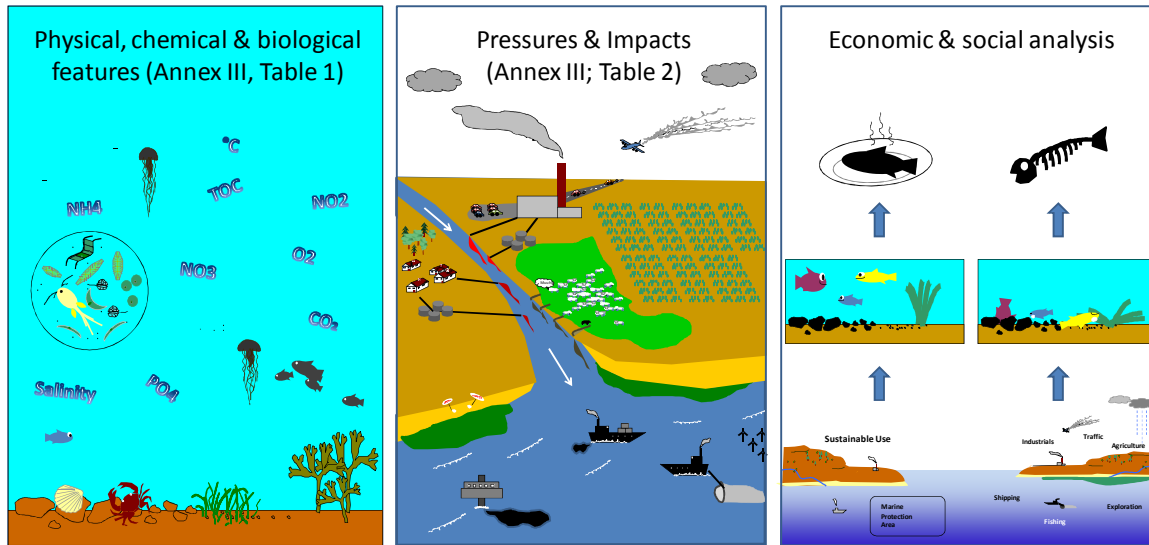 Physical, chemical & biological
features (Annex III, Table 1)
°C
TOC
NH4
NO2
NO3
O2
CO₂
Salinity
PO4
Pressures & Impacts
(Annex III; Table 2)
Economic & social analysis
Sustainable Use
Marine
Protection
Area
Industrials
Traffic
Agriculture
Shipping
Fishing
Exploration